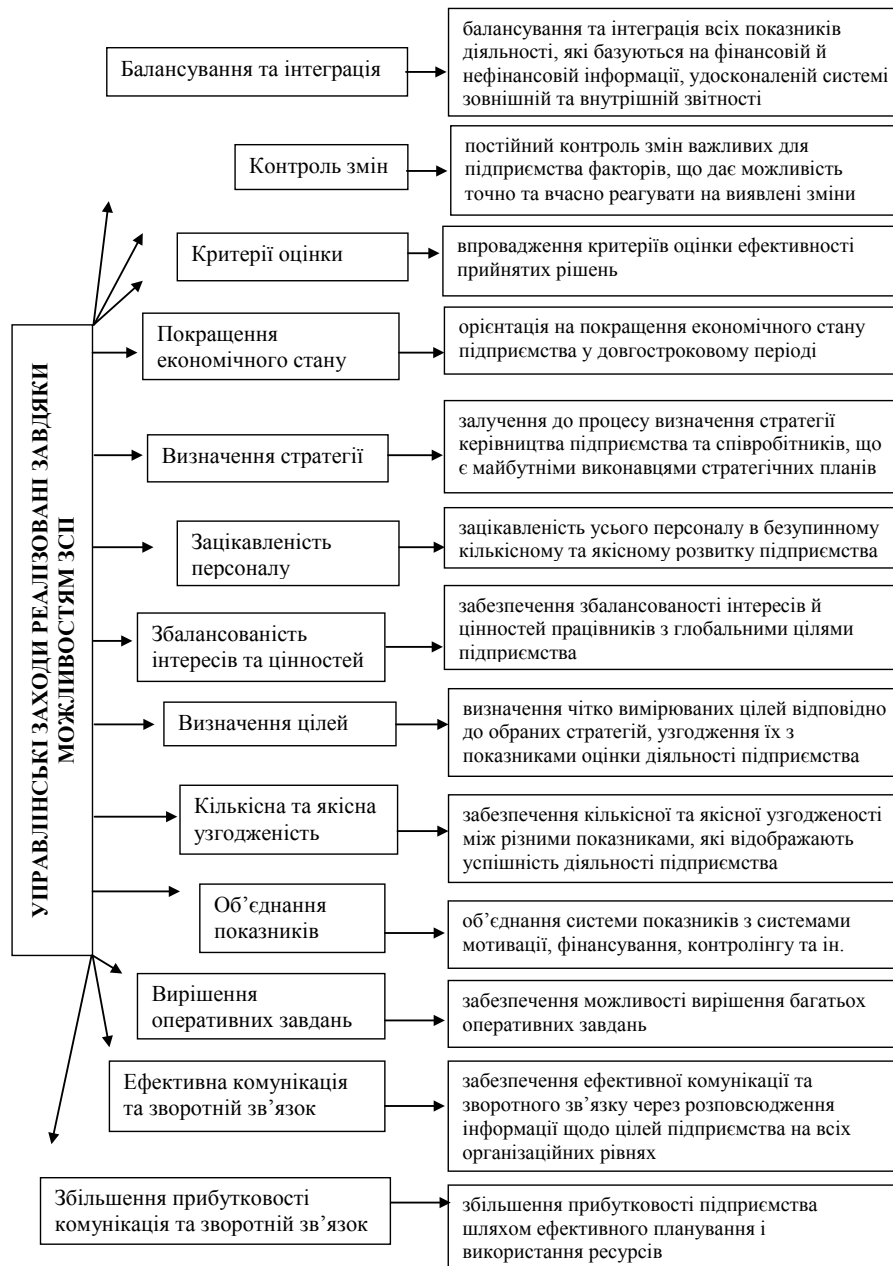 УПРАВЛІНСЬКІ ЗАХОДИ РЕАЛІЗОВАНІ ЗАВДЯКИ
МОЖЛИВОСТЯМ ЗСП
Балансування та інтеграція
балансування та інтеграція всіх показників
діяльності, які базуються на фінансовій й
нефінансовій інформації, удосконаленій системі
зовнішній та внутрішній звітності
Контроль змін
постійний контроль змін важливих для
підприємства факторів, що дає можливість
точно та вчасно реагувати на виявлені зміни
Критерії оцінки
впровадження критеріїв оцінки ефективності
прийнятих рішень
Покращення
економічного стану
орієнтація на покращення економічного стану
підприємства у довгостроковому періоді
Визначення стратегії
залучення до процесу визначення стратегії
керівництва підприємства та співробітників, що
є майбутніми виконавцями стратегічних планів
Зацікавленість
персоналу
зацікавленість усього персоналу в безупинному
кількісному та якісному розвитку підприємства
Збалансованість
інтересів та цінностей
забезпечення збалансованості інтересів й
цінностей працівників з глобальними цілями
підприємства
Визначення цілей
визначення чітко вимірюваних цілей відповідно
до обраних стратегій, узгодження їх з
показниками оцінки діяльності підприємства
Кількісна та якісна
узгодженість
забезпечення кількісної та якісної узгодженості
між різними показниками, які відображають
успішність діяльності підприємства
Об’єднання
показників
об’єднання системи показників з системами
мотивації, фінансування, контролінгу та ін.
Вирішення
оперативних завдань
забезпечення можливості вирішення багатьох
оперативних завдань
Ефективна комунікація
та зворотній зв’язок
забезпечення ефективної комунікації та
зворотного зв’язку через розповсюдження
інформації щодо цілей підприємства на всіх
організаційних рівнях
Збільшення прибутковості
комунікація та зворотній зв’язок
збільшення прибутковості підприємства
шляхом ефективного планування і
використання ресурсів